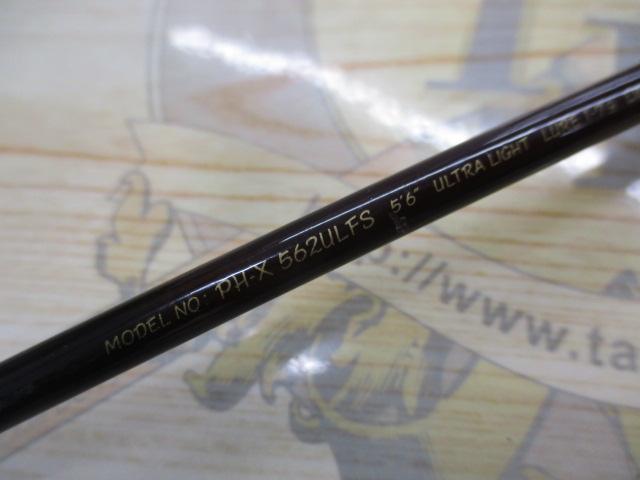 MODEL NO: PH-X 562ULFS 5'6" ULTRA LIGHT LURE
http://www.ta